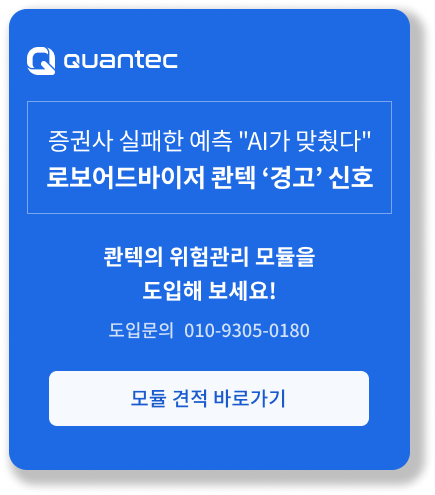 quantec
증권사 실패한 예측 "AI가 맞췄다"
로보어드바이저 콴텍 ‘경고’ 신호
콴텍의 위험관리 모듈을
도입해 보세요!
도입문의 010-9305-0180
모듈 견적 바로가기